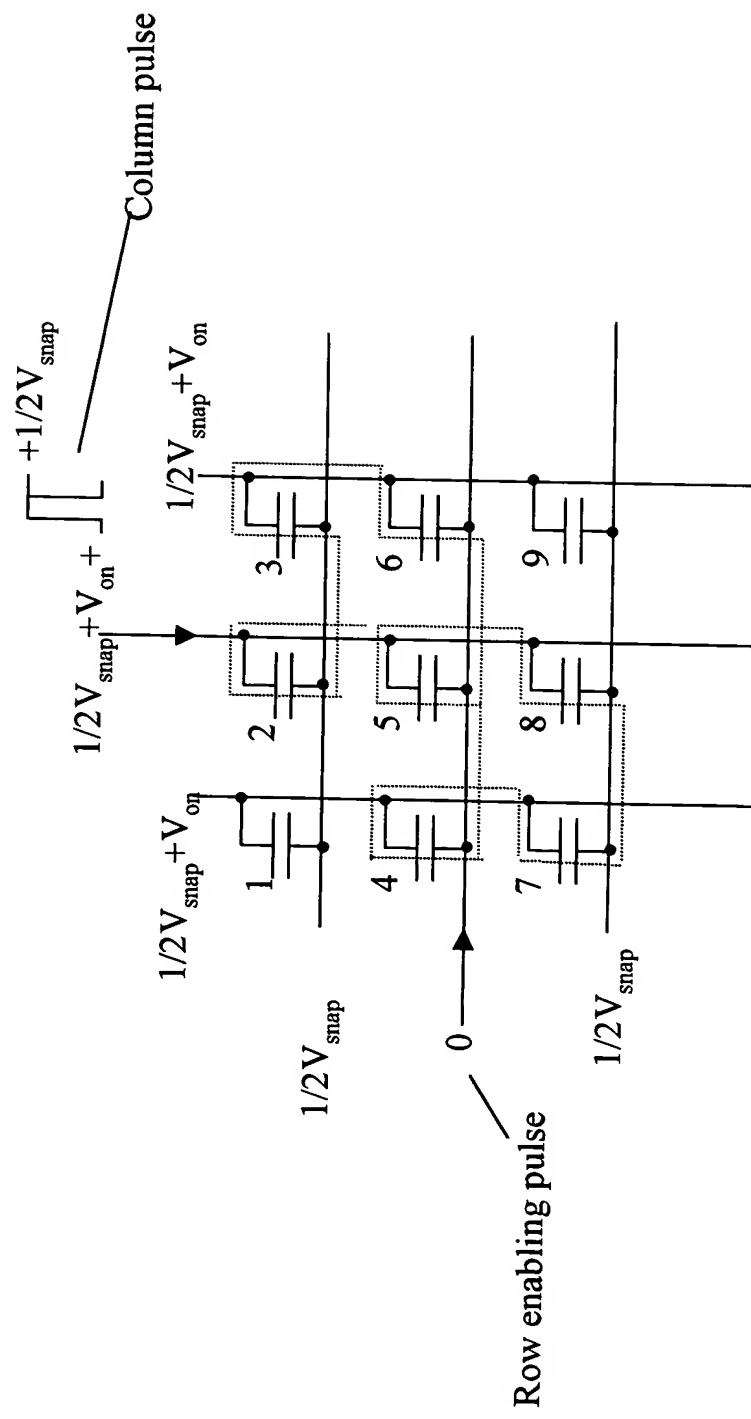 Column pulse
+1/2V_snap
1/2V_snap+V_on+
1/2V_snap+V_on
1/2V_snap+V_on
1
2
3
1/2V_snap
4
5
6
0
Row enabling pulse
7
8
9
1/2V_snap